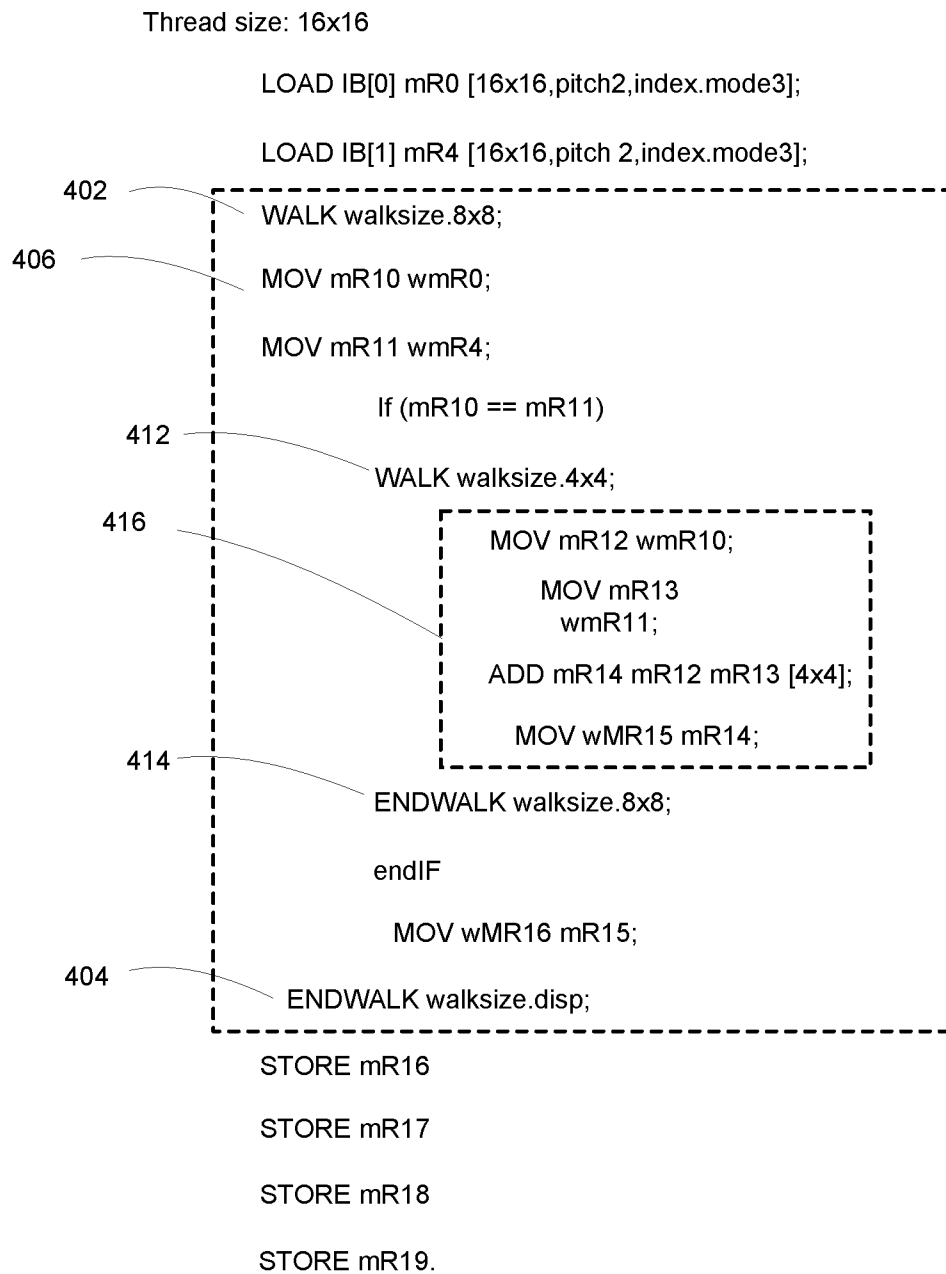 Thread size: 16x16
LOAD IB[0] mR0 [16x16,pitch2,index.mode3];
LOAD IB[1] mR4 [16x16,pitch 2,index.mode3];
402
WALK walksize.8x8;
406
MOV mR10 wmR0;
MOV mR11 wmR4;
If (mR10 == mR11)
412
WALK walksize.4x4;
416
MOV mR12 wmR10;
MOV mR13
wmR11;
ADD mR14 mR12 mR13 [4x4];
MOV wMR15 mR14;
414
ENDWALK walksize.8x8;
endIF
MOV wMR16 mR15;
404
ENDWALK walksize.disp;
STORE mR16
STORE mR17
STORE mR18
STORE mR19.